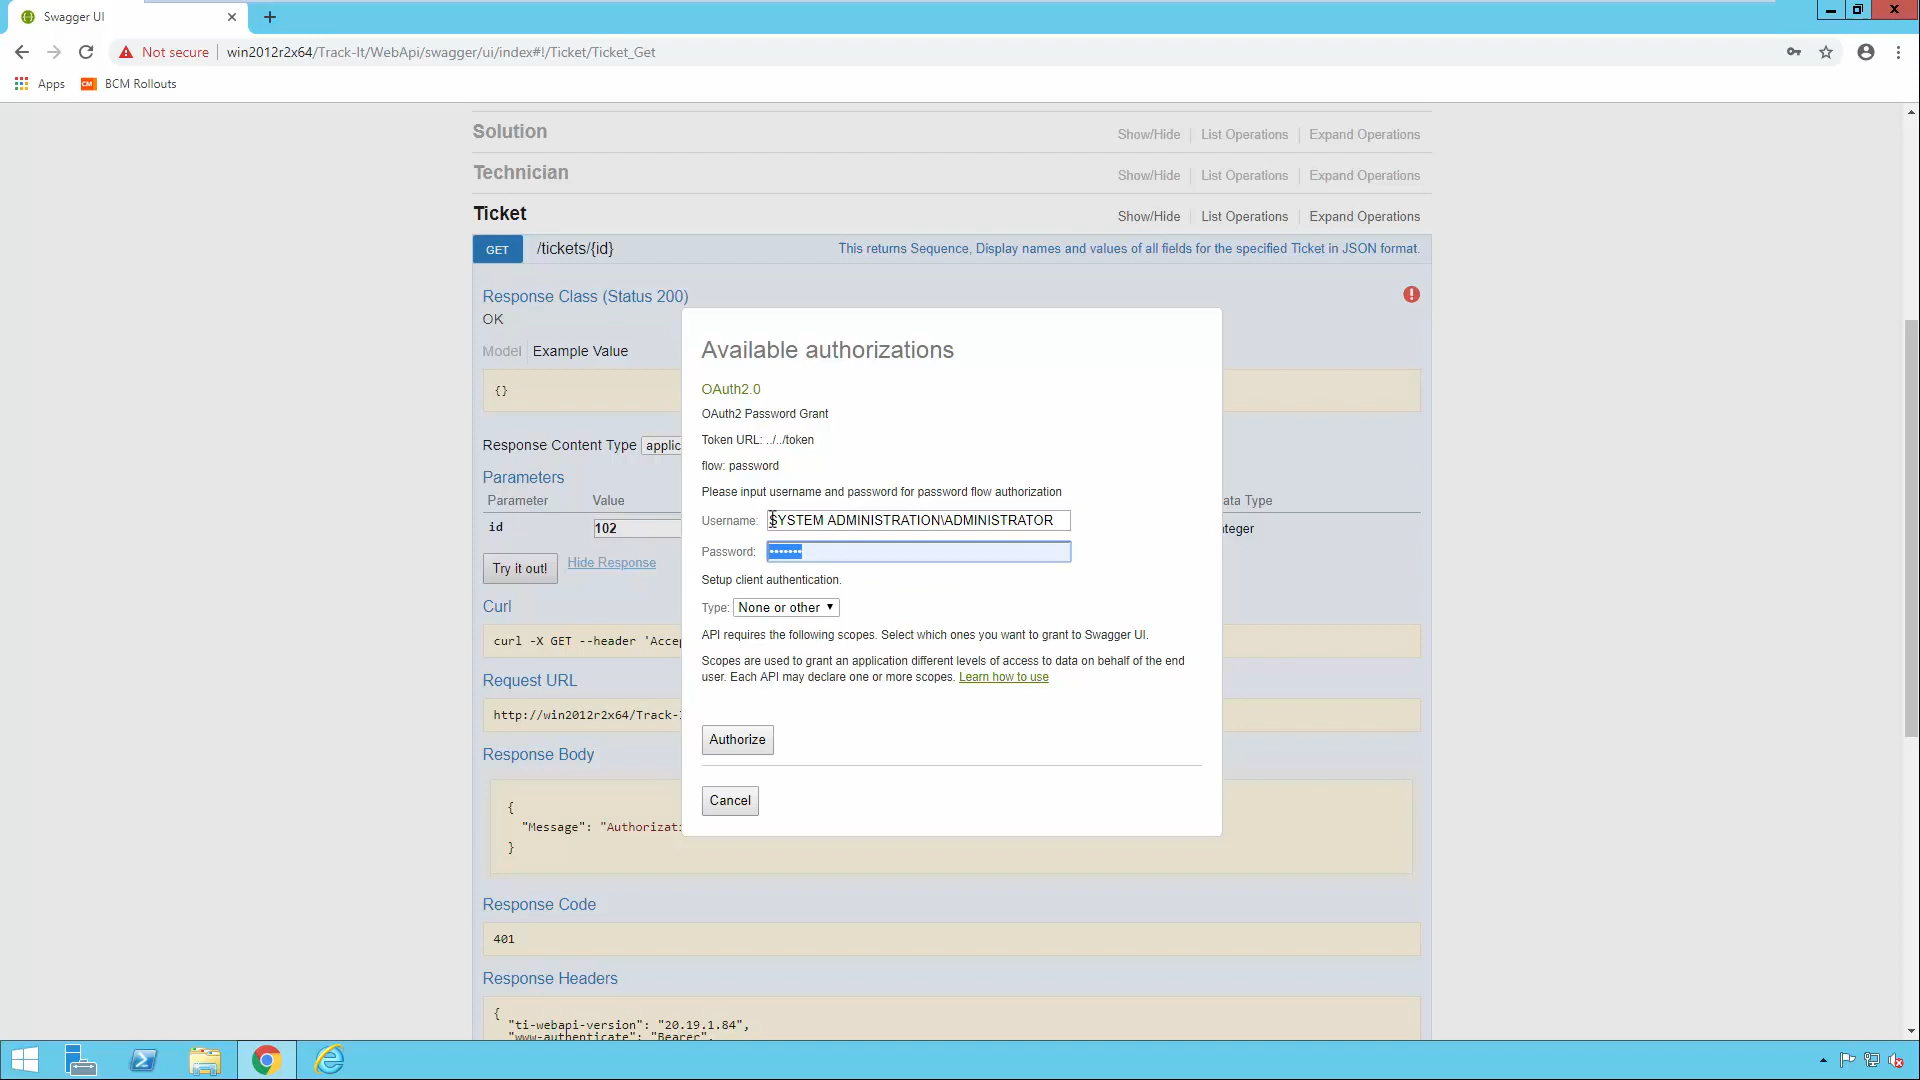 Swagger UI
Not secure
win2012r2x64/Track-It/WebApi/swagger/ui/index#!/Ticket/Ticket_Get
Apps
BCM Rollouts
Solution
Show/Hide
List Operations
Expand Operations
Technician
Show/Hide
List Operations
Expand Operations
Ticket
Show/Hide
List Operations
Expand Operations
GET
/tickets/{id}
This returns Sequence, Display names and values of all fields for the specified Ticket in JSON format.
Response Class (Status 200)
OK
Model
Example Value
{}
Response Content Type
applic
Parameters
Parameter
Value
ata Type
id
102
teger
Try it out!
Hide Response
Curl
curl -X GET --header 'Accep
Request URL
http://win2012r2x64/Track-
Response Body
{
"Message": "Authorizati
}
Response Code
401
Response Headers
{
"ti-webapi-version": "20.19.1.84",
"www-authenticate": "Bearer",
Available authorizations
OAuth2.0
OAuth2 Password Grant
Token URL: ../../token
flow: password
Please input username and password for password flow authorization
Username:
SYSTEM ADMINISTRATION\ADMINISTRATOR
Password:
•••••••
Setup client authentication.
Type:
None or other
API requires the following scopes. Select which ones you want to grant to Swagger UI.
Scopes are used to grant an application different levels of access to data on behalf of the end
user. Each API may declare one or more scopes. Learn how to use
Authorize
Cancel